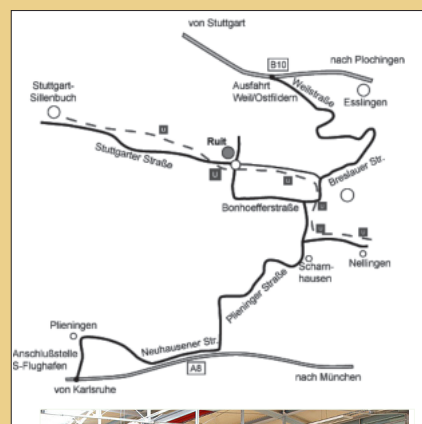 von Stuttgart
B10
nach Plochingen
Ausfahrt
Weil/Ostfildern
Weilstraße
Esslingen
Stuttgart-
Sillenbuch
U
Ruit
Stuttgarter Straße
U
U
Breslauer Str.
Bonhoefferstraße
U
U
U
Scharn-
hausen
Nellingen
Plieninger Straße
Plieningen
Neuhausener Str.
Anschlußstelle
S-Flughafen
A8
von Karlsruhe
nach München